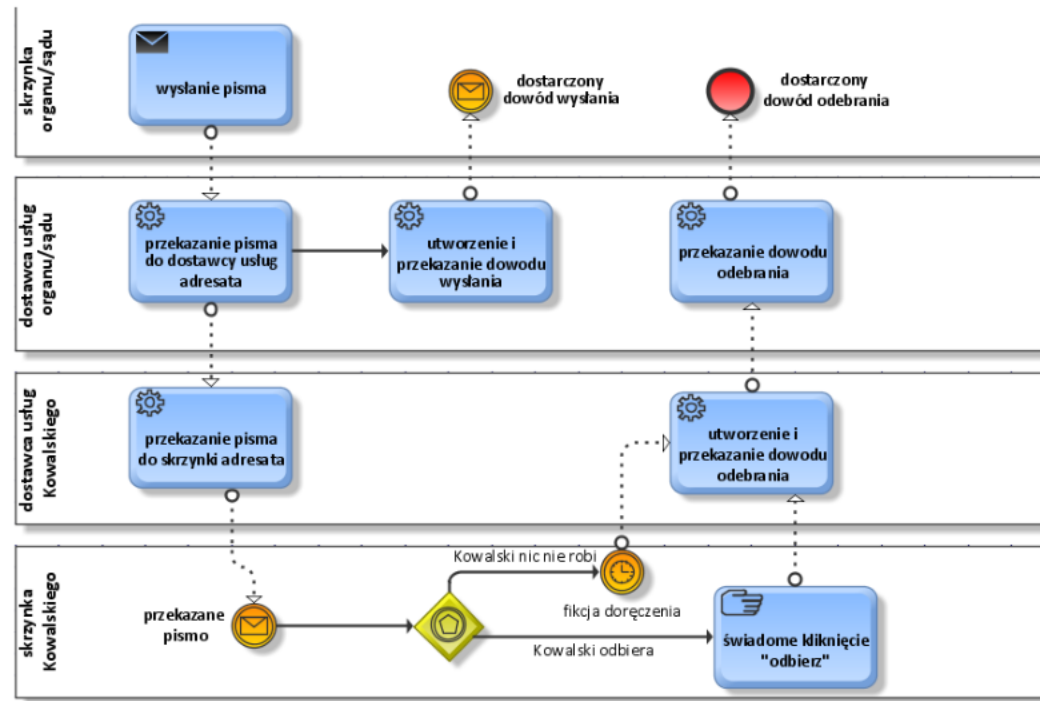 skrzynka
organu/sądu
wysłanie pisma
dostarczony
dowód wysłania
dostarczony
dowód odebrania
dostawca usług
organu/sądu
przekazanie pisma
do dostawcy usług
adresata
utworzenie i
przekazanie dowodu
wysłania
przekazanie dowodu
odebrania
dostawca usług
Kowalskiego
przekazanie pisma
do skrzynki adresata
utworzenie i
przekazanie dowodu
odebrania
skrzynka
Kowalskiego
przekazane
pismo
Kowalski nic nie robi
fikcja doręczenia
Kowalski odbiera
świadome kliknięcie
"odbierz"